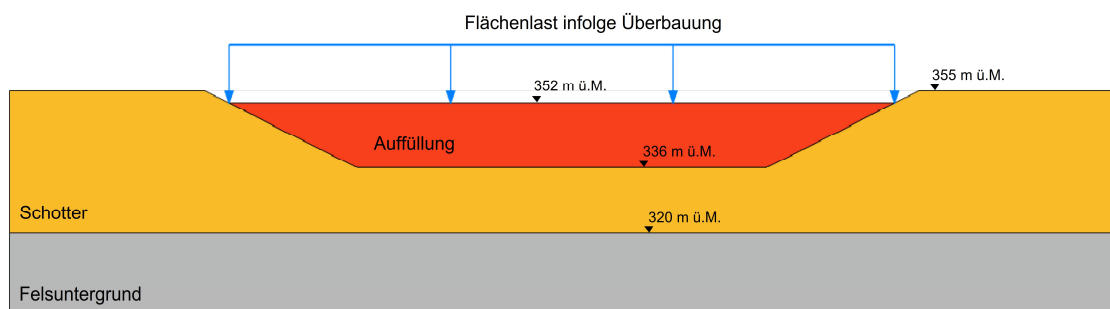 Flächenlast infolge Überbauung
352 m ü.M.
355 m ü.M.
Auffüllung
336 m ü.M.
Schotter
320 m ü.M.
Felsuntergrund